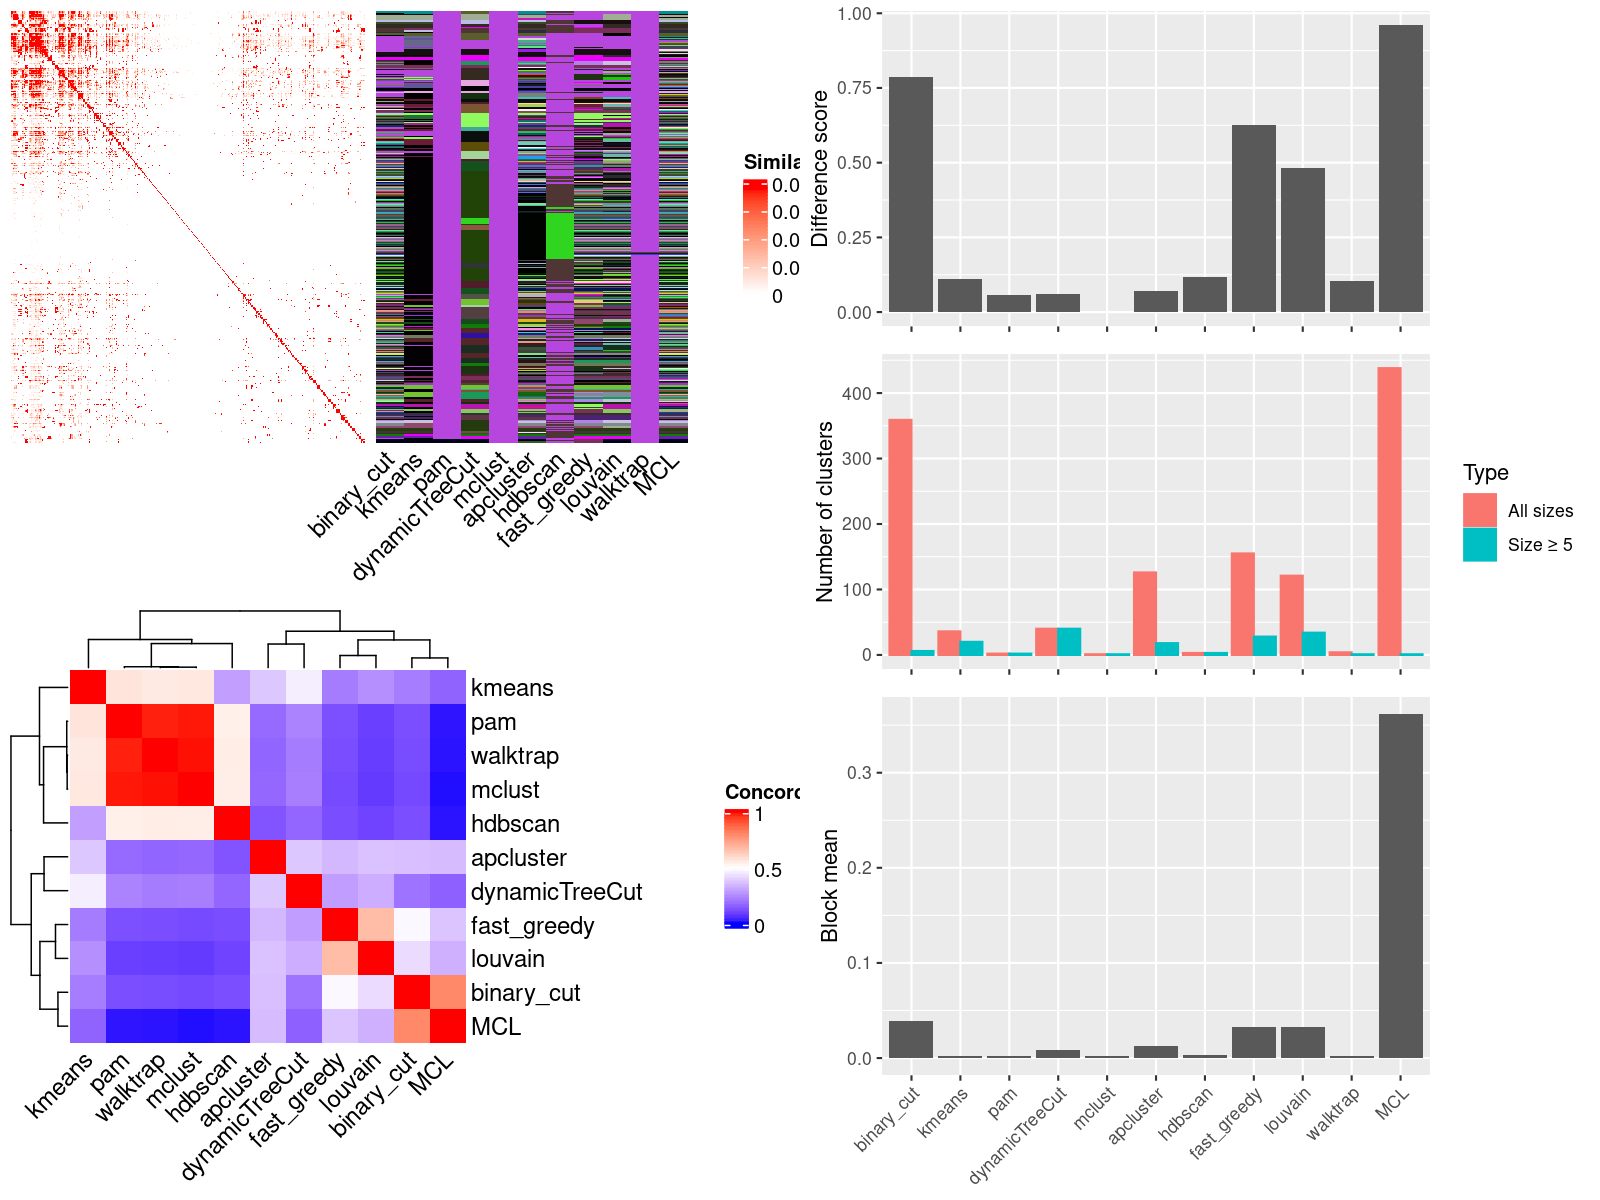 Simila
0.0
0.0
0.0
0.0
0
binary_cut
kmeans
pam
dynamicTreeCut
mclust
apcluster
hdbscan
fast_greedy
louvain
walktrap
MCL
kmeans
pam
walktrap
mclust
hdbscan
apcluster
dynamicTreeCut
fast_greedy
louvain
binary_cut
MCL
Concord
1
0.5
0
kmeans
pam
walktrap
mclust
hdbscan
apcluster
dynamicTreeCut
fast_greedy
louvain
binary_cut
MCL
Difference score
1.00
0.75
0.50
0.25
0.00
Number of clusters
400
300
200
100
0
Type
All sizes
Size ≥ 5
Block mean
0.3
0.2
0.1
0.0
binary_cut
kmeans
pam
dynamicTreeCut
mclust
apcluster
hdbscan
fast_greedy
louvain
walktrap
MCL